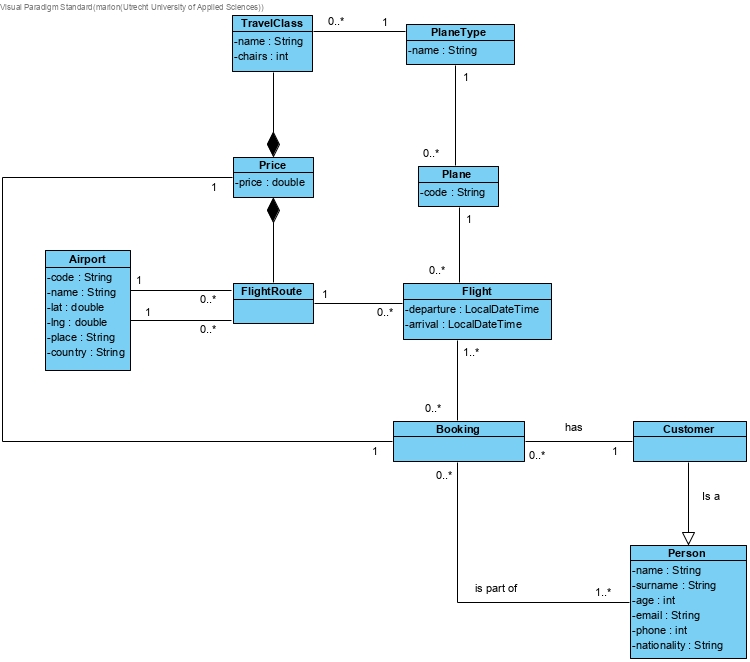 Visual Paradigm Standard(marion(Utrecht University of Applied Sciences))
TravelClass
-name : String
-chairs : int
0..*
1
PlaneType
-name : String
1
0..*
Price
-price : double
1
Plane
-code : String
1
0..*
Airport
-code : String
-name : String
-lat : double
-lng : double
-place : String
-country : String
1
0..*
1
0..*
FlightRoute
1
0..*
Flight
-departure : LocalDateTime
-arrival : LocalDateTime
1..*
0..*
Booking
1
0..*
has
0..*
1
Customer
Is a
is part of
1..*
Person
-name : String
-surname : String
-age : int
-email : String
-phone : int
-nationality : String